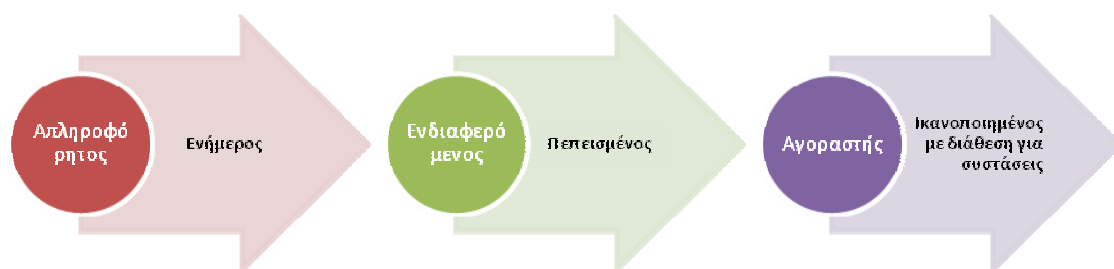 Απληροφό
ρητος
Ενήμερος
Ενδιαφερό
μενος
Πεπεισμένος
Αγοραστής
Ικανοποιημένος
με διάθεση για
συστάσεις